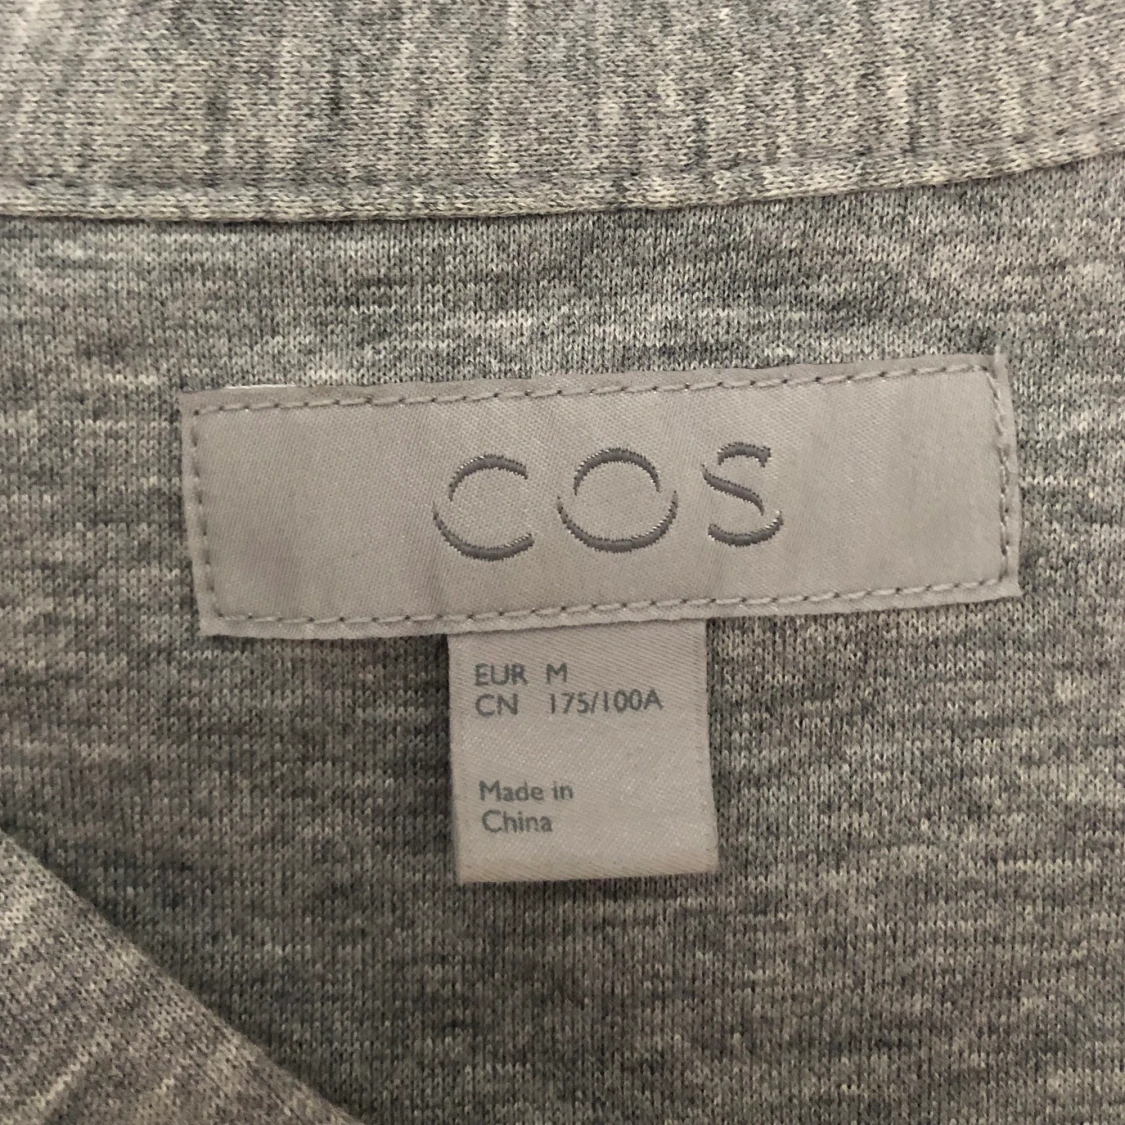 COS
EUR M
CN 175/100A
Made in
China